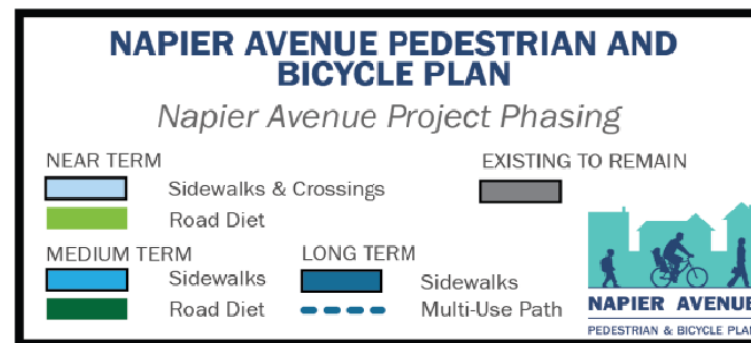 NAPIER AVENUE PEDESTRIAN AND
BICYCLE PLAN
Napier Avenue Project Phasing
NEAR TERM
Sidewalks & Crossings
Road Diet
EXISTING TO REMAIN
MEDIUM TERM
Sidewalks
Road Diet
LONG TERM
Sidewalks
Multi-Use Path
NAPIER AVENUE
PEDESTRIAN & BICYCLE PLAN